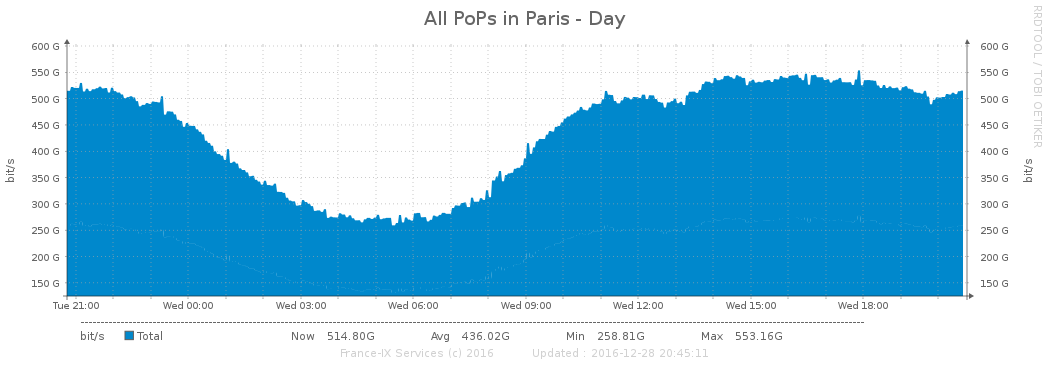 All PoPs in Paris - Day
RRDTOOL / TOBI OETIKER
600 G 600 G
550 G 550 G
500 G 500 G
450 G 450 G
400 G 400 G
350 G 350 G
300 G 300 G
250 G 250 G
200 G 200 G
150 G 150 G
bit/s
bit/s
Tue 21:00 Wed 00:00 Wed 03:00 Wed 06:00 Wed 09:00 Wed 12:00 Wed 15:00 Wed 18:00
bit/s Total Now 514.80G Avg 436.02G Min 258.81G Max 553.16G
France-IX Services (c) 2016 Updated : 2016-12-28 20:45:11